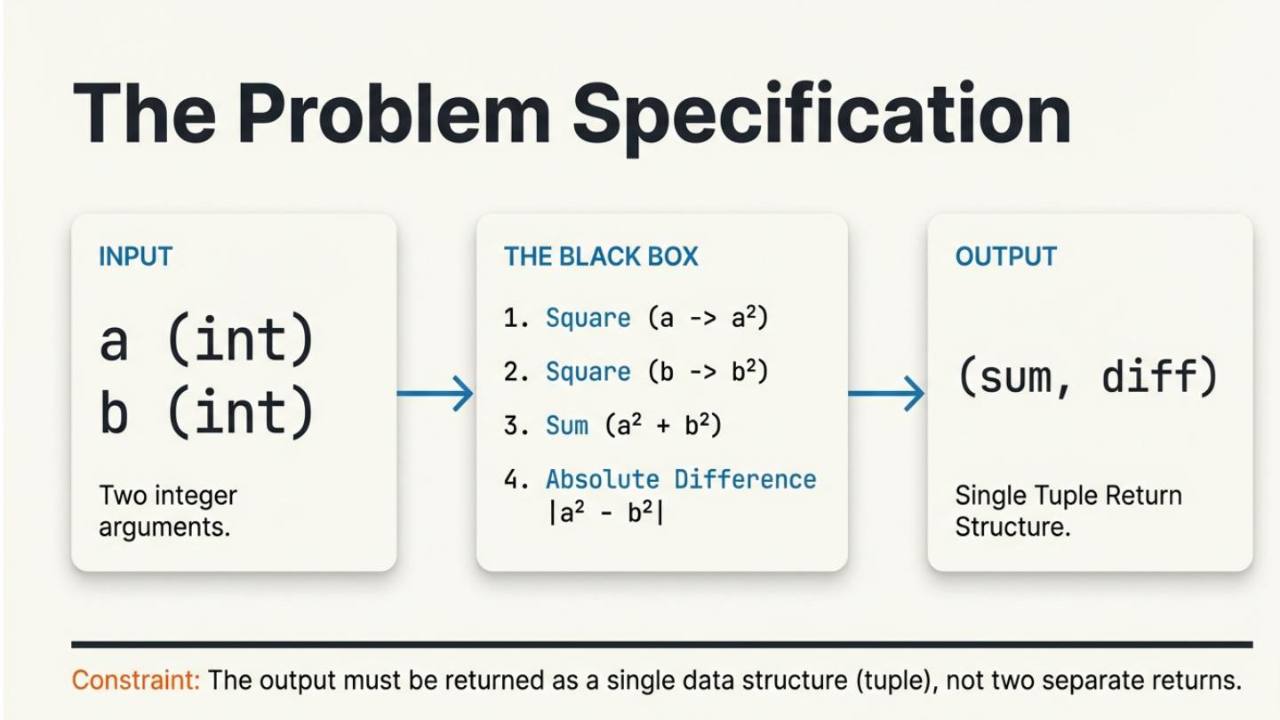 The Problem Specification
INPUT
a (int)
b (int)
Two integer
arguments.
THE BLACK BOX
1. Square (a -> a²)
2. Square (b -> b²)
3. Sum (a² + b²)
4. Absolute Difference
|a² - b²|
OUTPUT
(sum, diff)
Single Tuple Return
Structure.
Constraint: The output must be returned as a single data structure (tuple), not two separate returns.